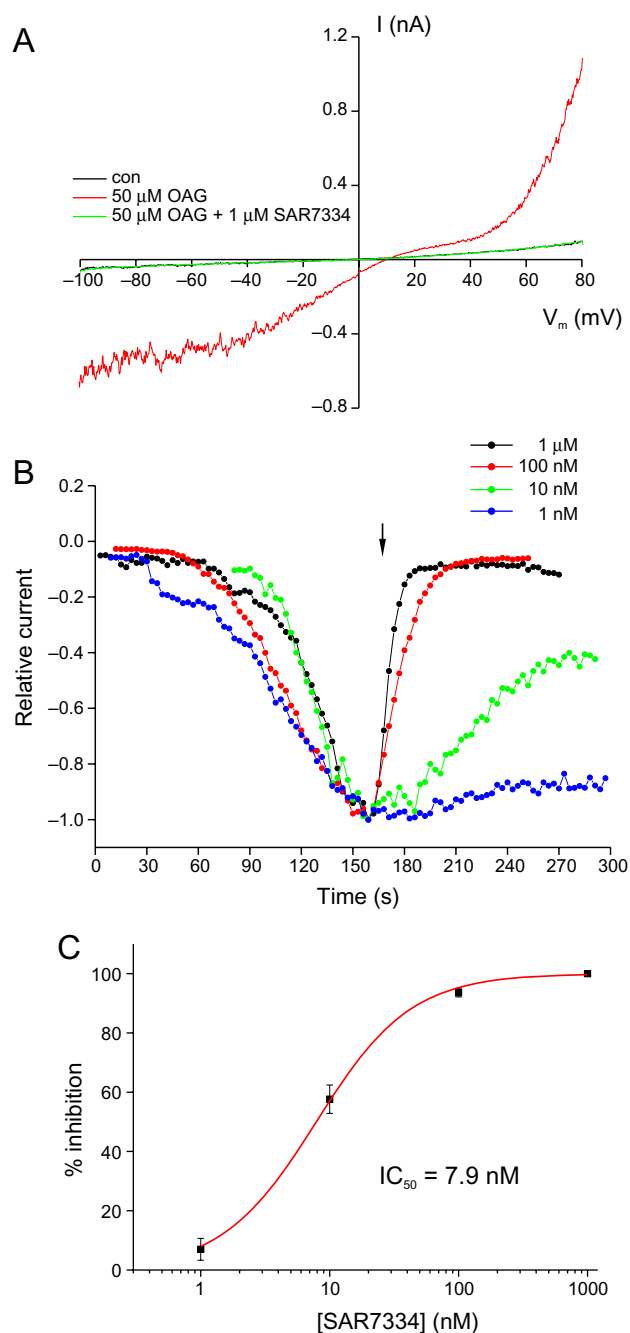 A
I (nA)
1.2
0.8
0.4
−0.4
−0.8
con
50 μM OAG
50 μM OAG + 1 μM SAR7334
−100 −80 −60 −40 −20 0 20 40 60 80
Vm (mV)
B
1 μM
100 nM
10 nM
1 nM
0.2
0.0
−0.2
−0.4
−0.6
−0.8
−1.0
Relative current
0 30 60 90 120 150 180 210 240 270 300
Time (s)
C
100
80
60
40
20
0
% inhibition
IC50 = 7.9 nM
1 10 100 1000
[SAR7334] (nM)